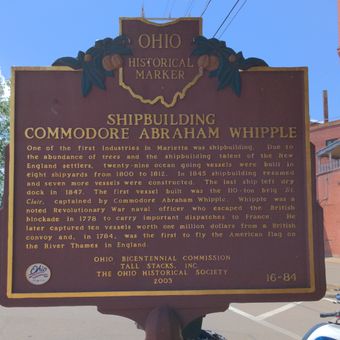 OHIO
HISTORICAL
MARKER
SHIPBUILDING
COMMODORE ABRAHAM WHIPPLE
One of the first industries in Marietta was shipbuilding. Due to
the abundance of trees and the shipbuilding talent of the New
England settlers, twenty-nine ocean going vessels were built in
eight shipyards from 1800 to 1812. In 1845 shipbuilding resumed
and seven more vessels were constructed. The last ship left dry
dock in 1847. The first vessel built was the 110-ton brig St.
Clair, captained by Commodore Abraham Whipple. Whipple was a
noted Revolutionary War naval officer who escaped the British
blockade in 1778 to carry important dispatches to France. He
later captured ten vessels worth one million dollars from a British
convoy and, in 1784, was the first to fly the American flag on
the River Thames in England.
OHIO BICENTENNIAL COMMISSION
TALL STACKS, INC.
THE OHIO HISTORICAL SOCIETY
2003
16-84
Ohio